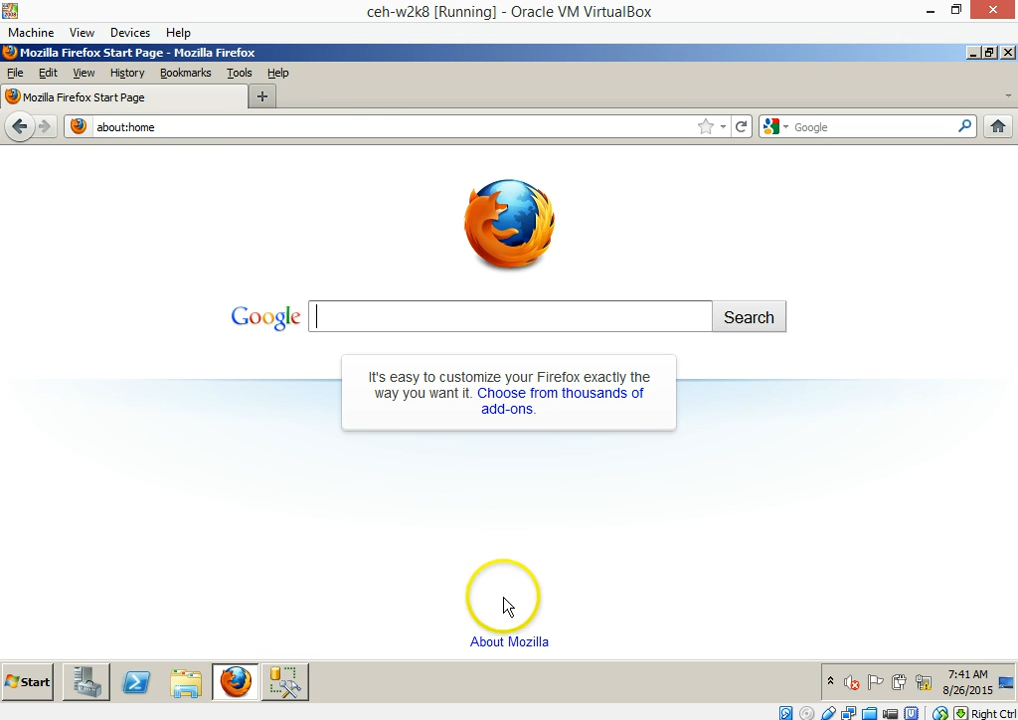 ceh-w2k8 [Running] - Oracle VM VirtualBox
Machine View Devices Help
Mozilla Firefox Start Page - Mozilla Firefox
File Edit View History Bookmarks Tools Help
Mozilla Firefox Start Page
about:home
Google
Google
Search
It's easy to customize your Firefox exactly the
way you want it. Choose from thousands of
add-ons.
About Mozilla
Start
7:41 AM
8/26/2015
Right Ctrl